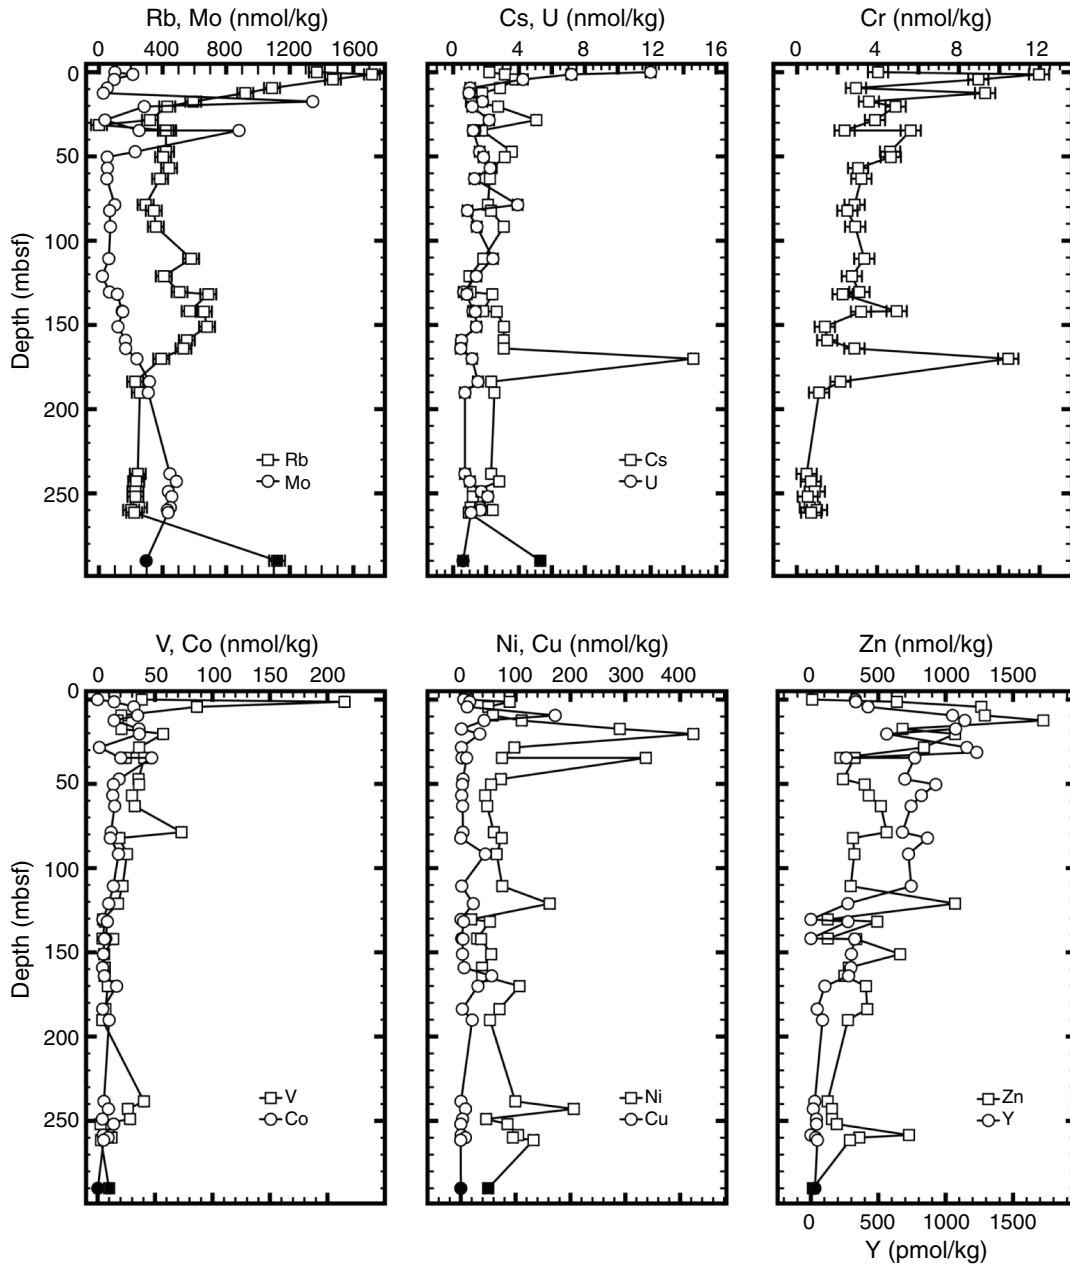 Rb, Mo (nmol/kg)
0 400 800 1200 1600
Cs, U (nmol/kg)
0 4 8 12 16
Cr (nmol/kg)
0 4 8 12
Depth (mbsf)
0
50
100
150
200
250
Rb
Mo
Cs
U
V, Co (nmol/kg)
0 50 100 150 200
Ni, Cu (nmol/kg)
0 100 200 300 400
Zn (nmol/kg)
0 500 1000 1500
Depth (mbsf)
0
50
100
150
200
250
V
Co
Ni
Cu
Zn
Y
0 500 1000 1500
Y (pmol/kg)